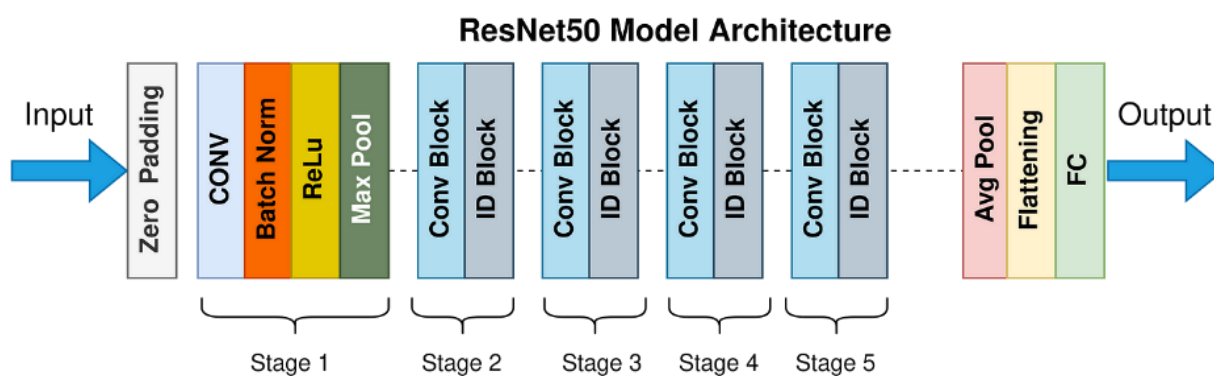 ResNet50 Model Architecture
Input
Zero Padding
CONV
Batch Norm
ReLu
Max Pool
Conv Block
ID Block
Conv Block
ID Block
Conv Block
ID Block
Conv Block
ID Block
Avg Pool
Flattening
FC
Output
Stage 1
Stage 2
Stage 3
Stage 4
Stage 5